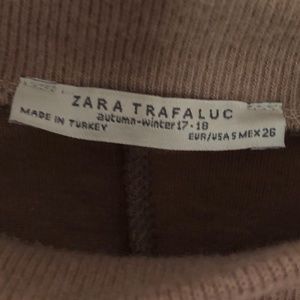 ZARA TRAFALUC
autumn-winter 17-18
MADE IN TURKEY
EUR/USA S MEX 26